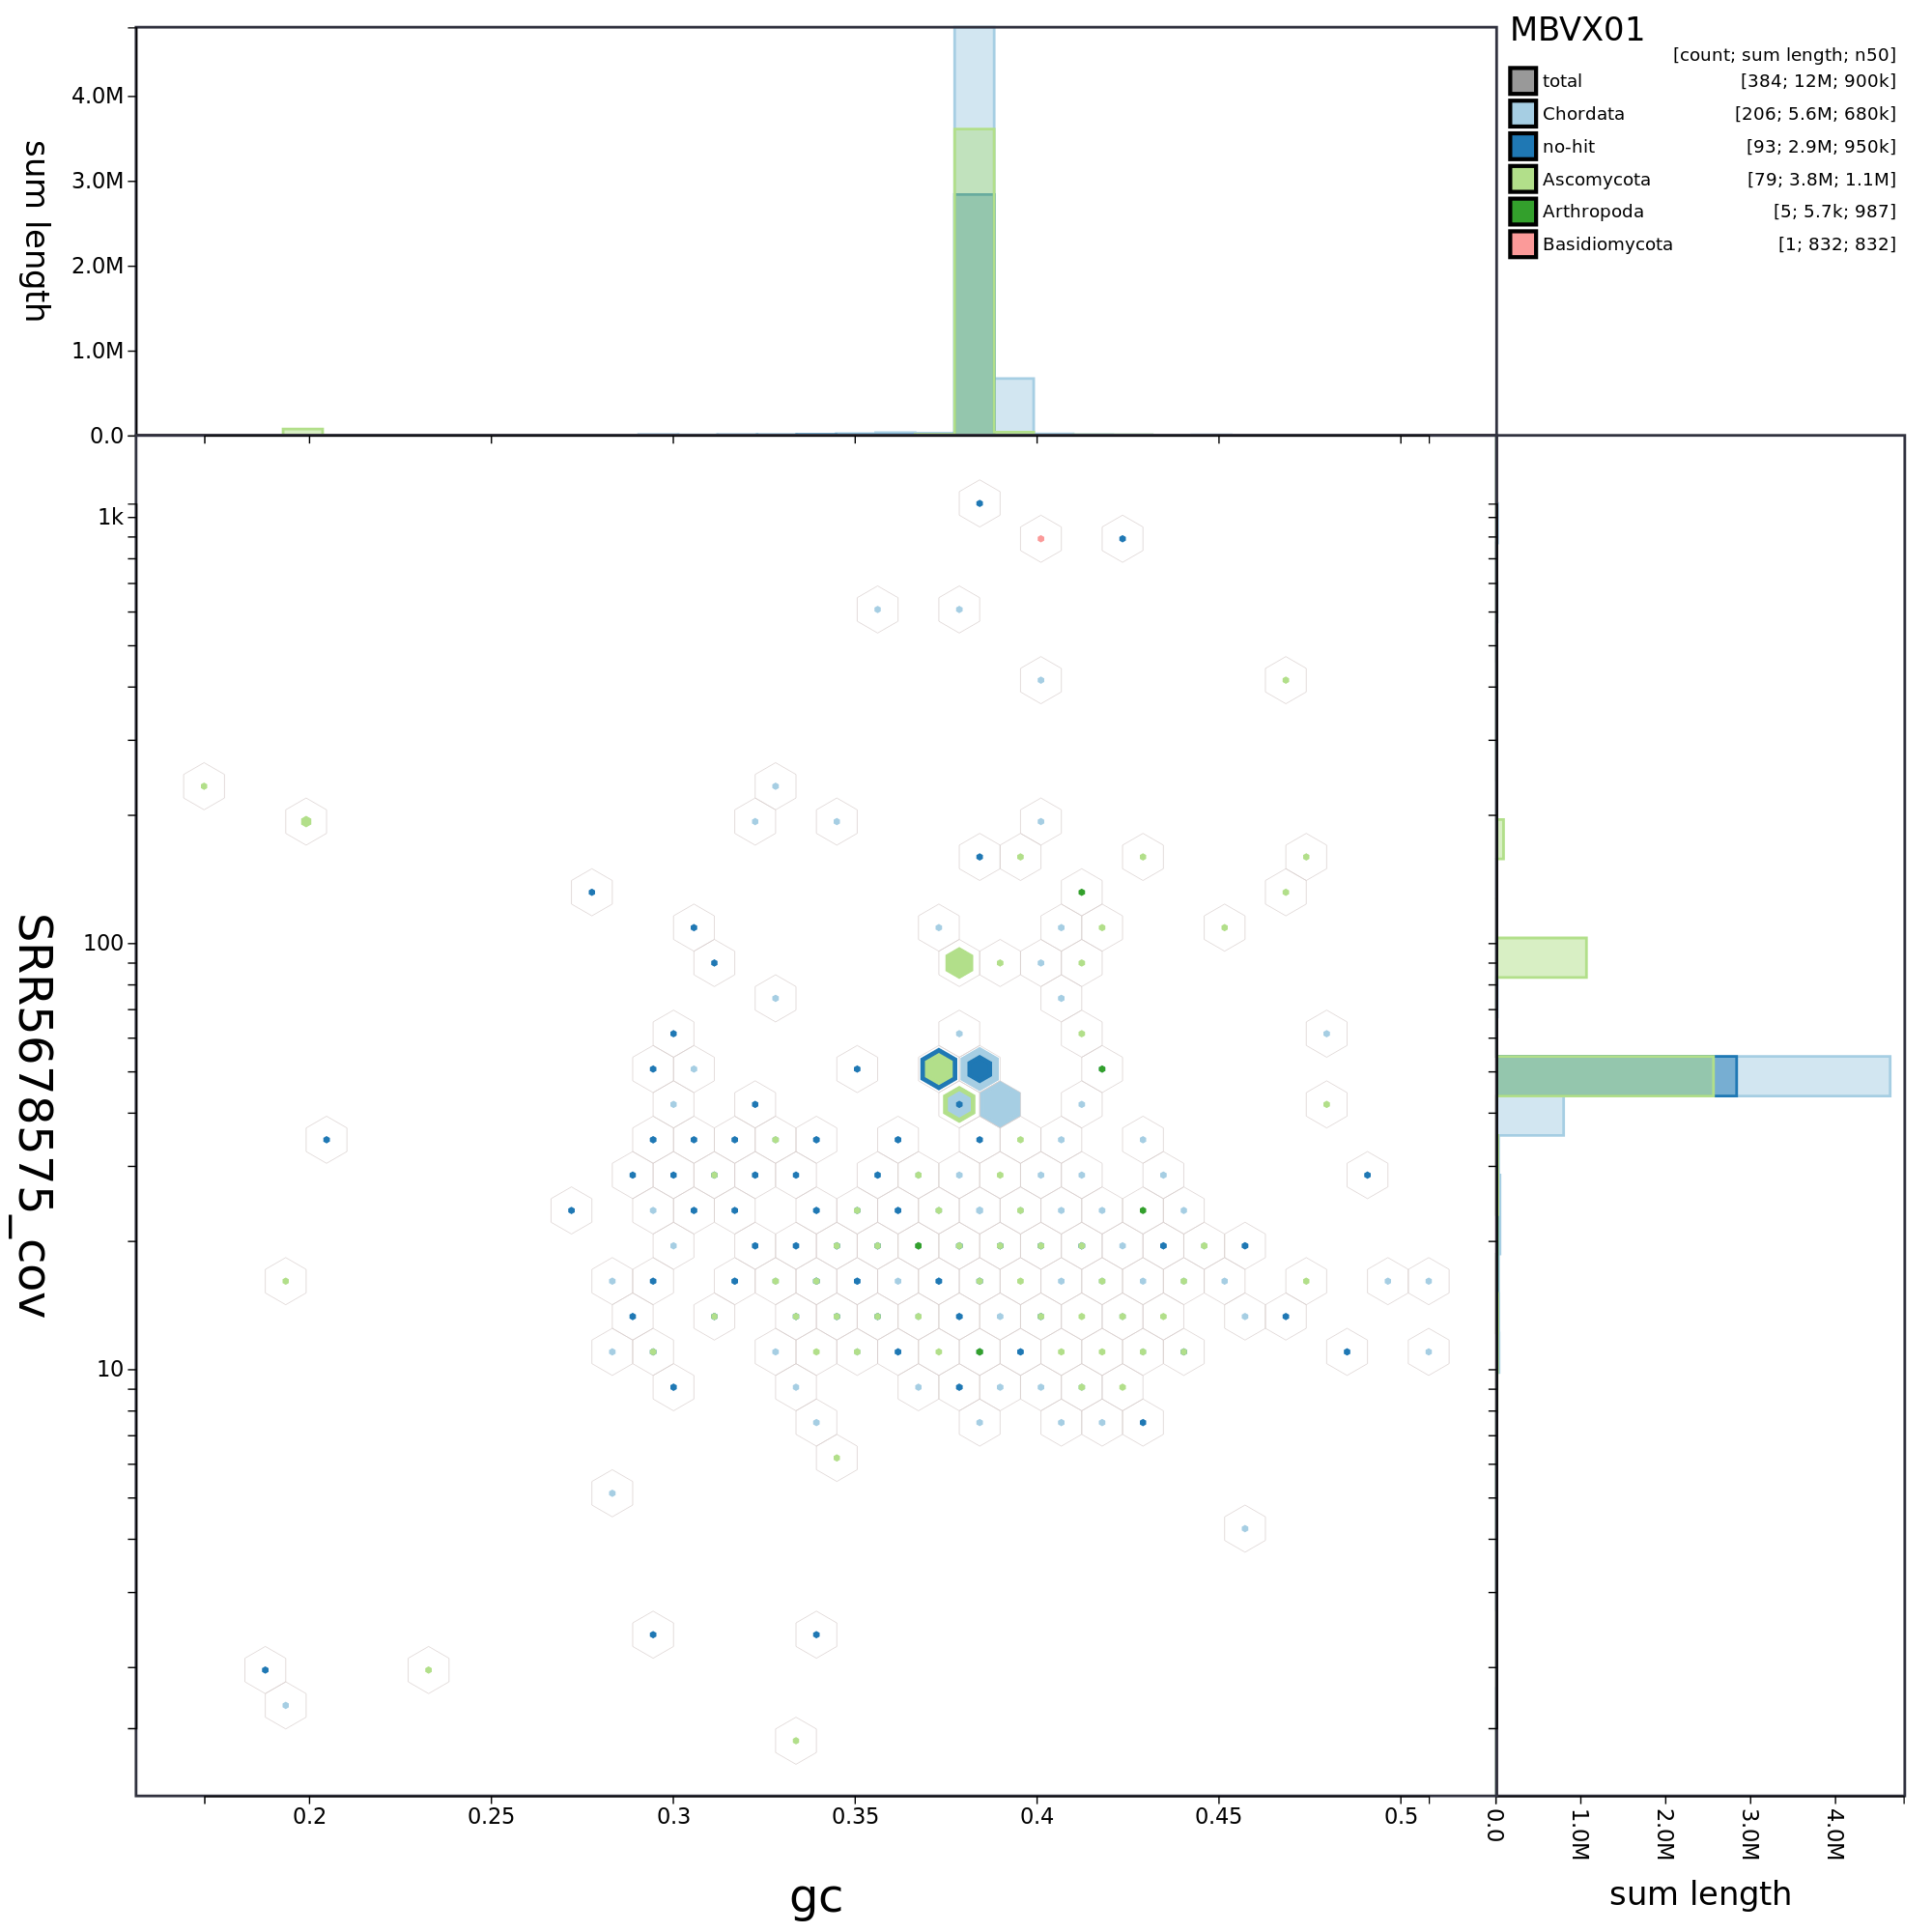 MBVX01
[count; sum length; n50]
total [384; 12M; 900k]
Chordata [206; 5.6M; 680k]
no-hit [93; 2.9M; 950k]
Ascomycota [79; 3.8M; 1.1M]
Arthropoda [5; 5.7k; 987]
Basidiomycota [1; 832; 832]
sum length
4.0M
3.0M
2.0M
1.0M
0.0
SRR5678575_cov
1k
100
10
0.2 0.25 0.3 0.35 0.4 0.45 0.5
gc
0.0 1.0M 2.0M 3.0M 4.0M
sum length